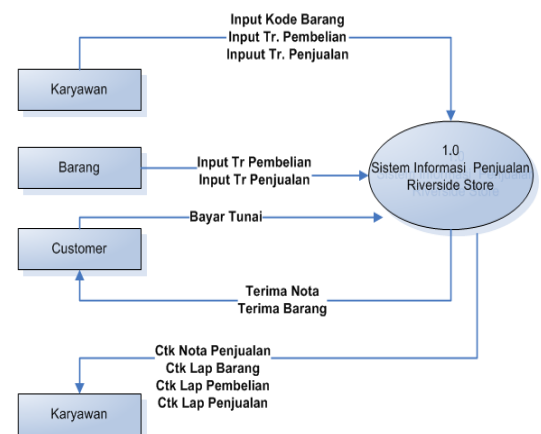 Input Kode Barang
Input Tr. Pembelian
Inpuut Tr. Penjualan
Karyawan
1.0
Sistem Informasi Penjualan
Riverside Store
Barang
Input Tr Pembelian
Input Tr Penjualan
Bayar Tunai
Customer
Terima Nota
Terima Barang
Ctk Nota Penjualan
Ctk Lap Barang
Ctk Lap Pembelian
Ctk Lap Penjualan
Karyawan